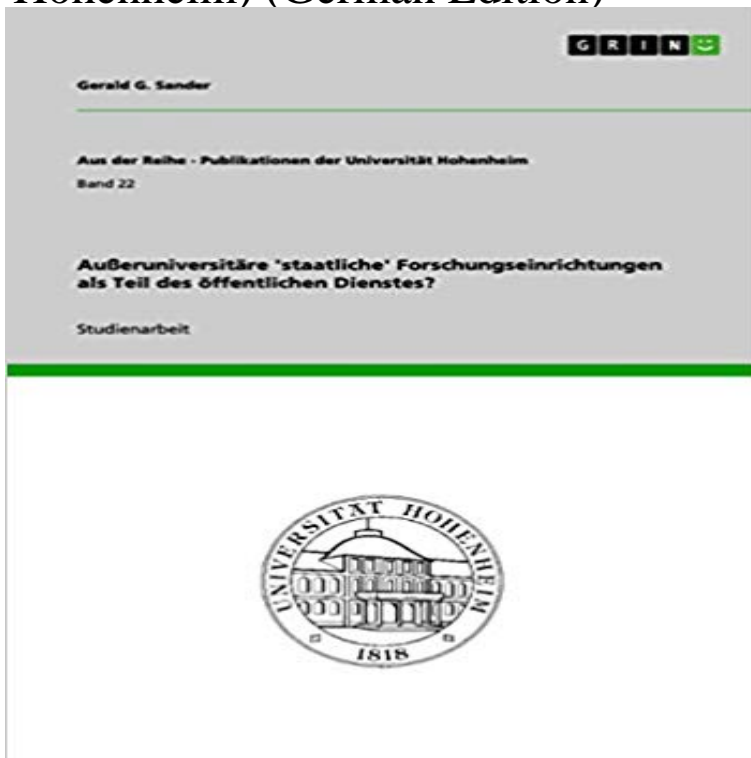 Hohenheim) (German Edition)
GRIN
Gerald G. Sander
Aus der Reihe - Publikationen der Universität Hohenheim
Band 22
Außeruniversitäre 'staatliche' Forschungseinrichtungen
als Teil des öffentlichen Dienstes?
Studienarbeit
UNIVERSITÄT HOHENHEIM
1818